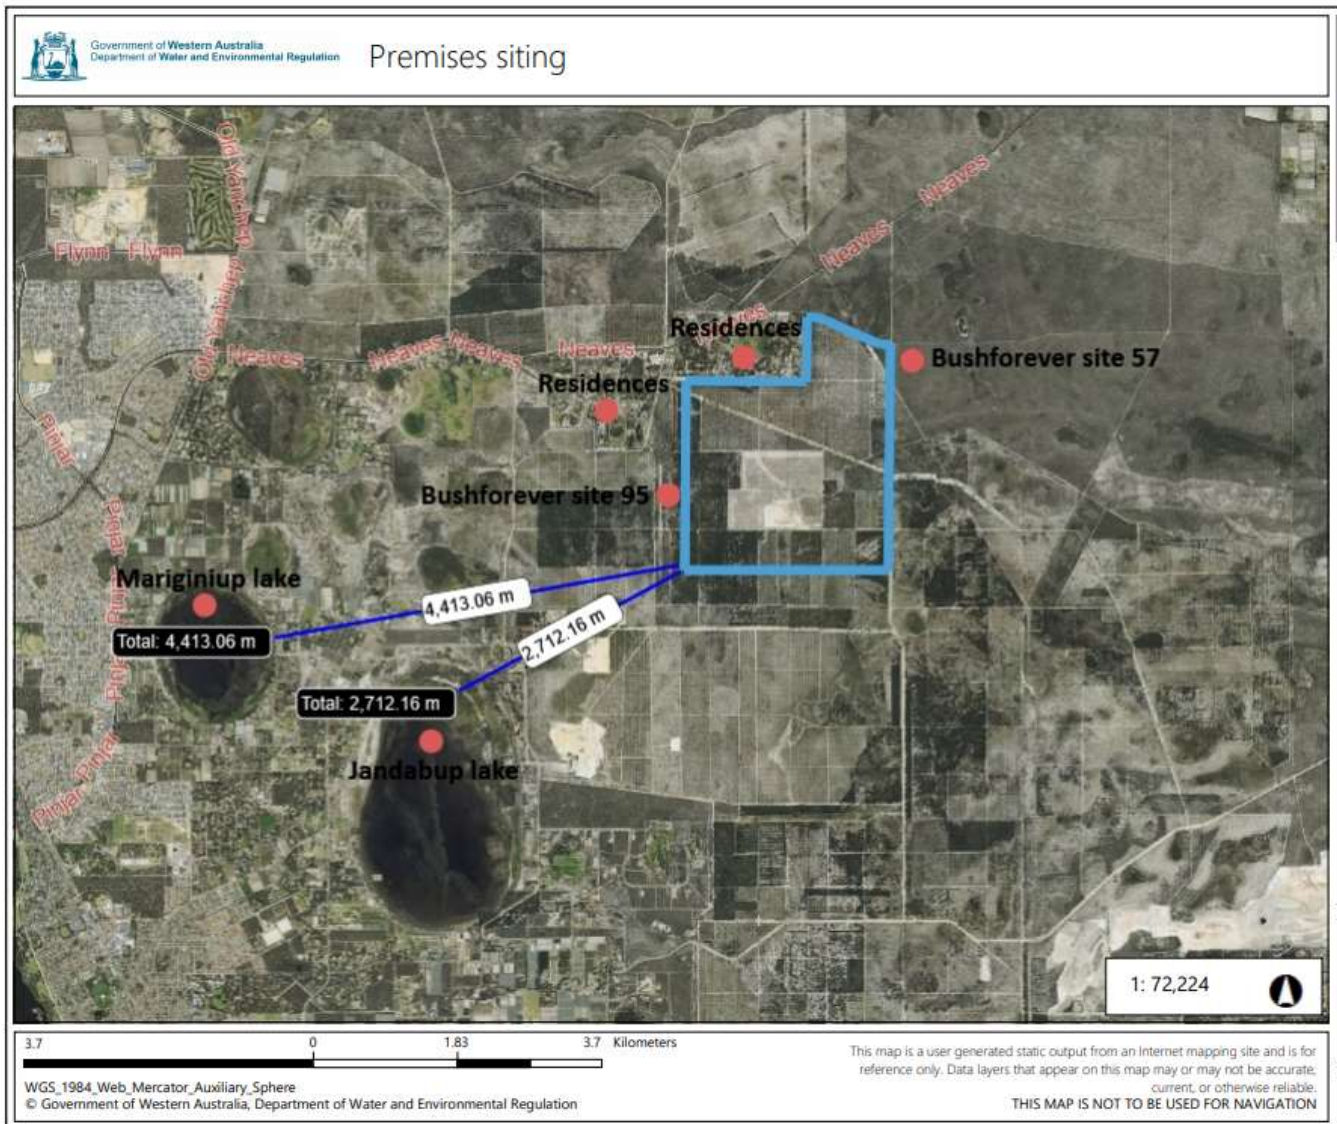 Government of Western Australia
Department of Water and Environmental Regulation
Premises siting
Old Yanchep
Neaves
Flynn Flynn
Neaves
Old Yanchep
Residences
Neaves
Neaves
Neaves
Neaves
Bushforever site 57
Residences
Pinjar
Bushforever site 95
Mariginiup lake
4,413.06 m
2,712.16 m
Total: 4,413.06 m
Total: 2,712.16 m
Pinjar
Pinjar
Jandabup lake
Pinjar
1: 72,224
3.7 0 1.83 3.7 Kilometers
WGS_1984_Web_Mercator_Auxiliary_Sphere
© Government of Western Australia, Department of Water and Environmental Regulation
This map is a user generated static output from an Internet mapping site and is for
reference only. Data layers that appear on this map may or may not be accurate,
current, or otherwise reliable.
THIS MAP IS NOT TO BE USED FOR NAVIGATION